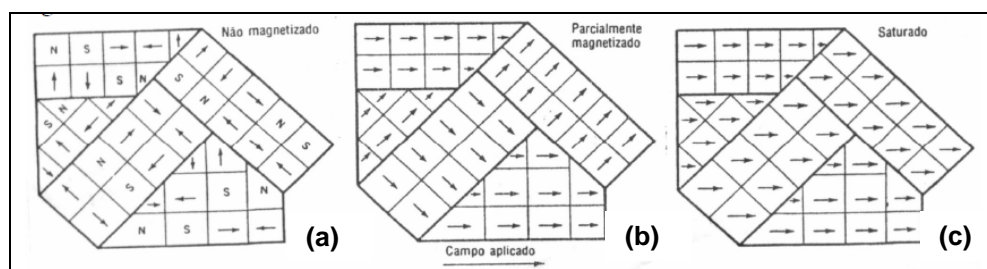 Não magnetizado
N S
S N
N
S
S
N
N
N
S
S
S
N
N
S
(a)
Parcialmente
magnetizado
(b)
Saturado
(c)
Campo aplicado